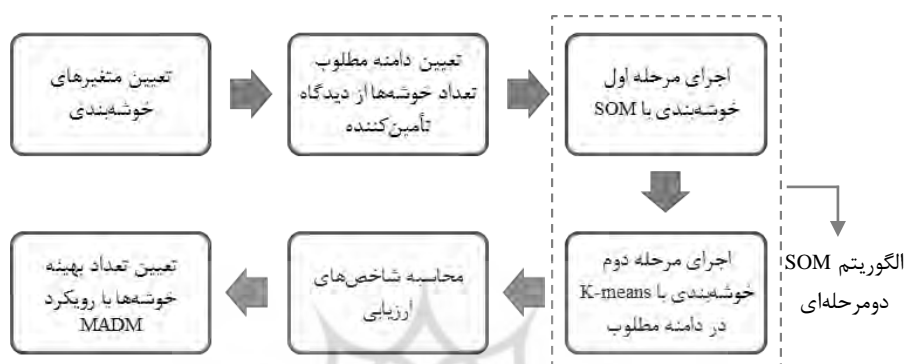 تعیین متغیرهای
خوشه‌بندی
تعیین دامنه مطلوب
تعداد خوشه‌ها از دیدگاه
تأمین‌کننده
اجرای مرحله اول
خوشه‌بندی با SOM
اجرای مرحله دوم
خوشه‌بندی با K-means
در دامنه مطلوب
محاسبه شاخص‌های
ارزیابی
تعیین تعداد بهینه
خوشه‌ها با رویکرد
MADM
الگوریتم SOM
دومرحله‌ای